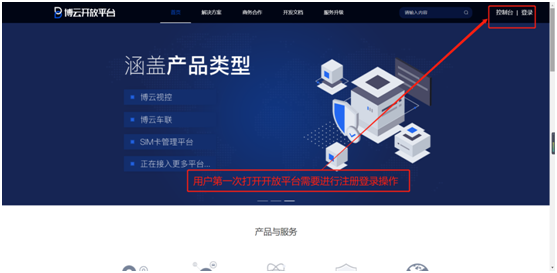 博云开放平台
首页 解决方案 商务合作 开发文档 服务升级
请输入内容
控制台 | 登录
涵盖产品类型
博云视控
博云车联
SIM卡管理平台
正在接入更多平台...
用户第一次打开开放平台需要进行注册登录操作
产品与服务